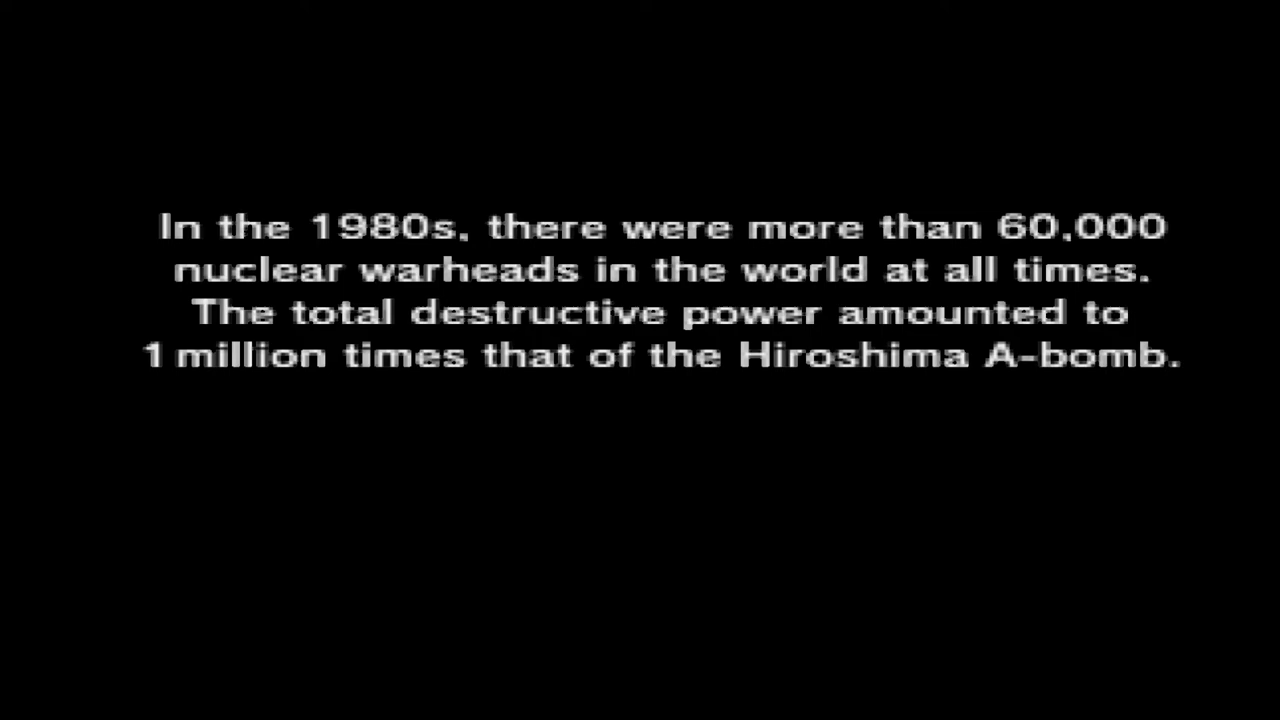 In the 1980s, there were more than 60,000
nuclear warheads in the world at all times.
The total destructive power amounted to
1 million times that of the Hiroshima A-bomb.